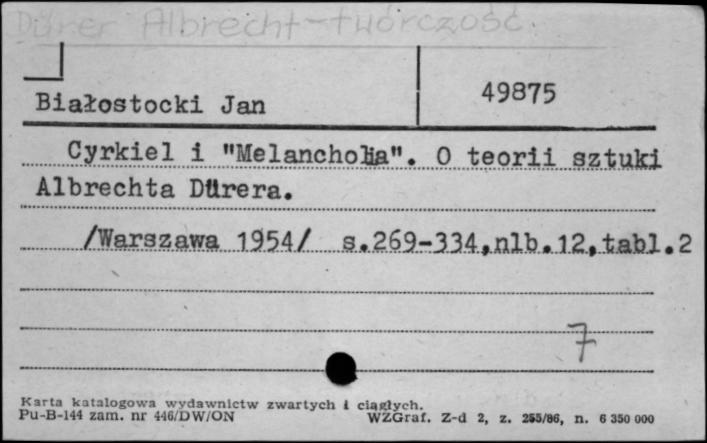 Dürer Albrecht-twórczość.
Białostocki Jan
49875
Cyrkiel i "Melancholia". O teorii sztuki
Albrechta Dürera.
/Warszawa 1954/ s.269-334,nlb.12,tabl.2
7
Karta katalogowa wydawnictw zwartych i ciągłych.
Pu-B-144 zam. nr 446/DW/ON WZGraf. Z-d 2, z. 255/86, n. 6 350 000